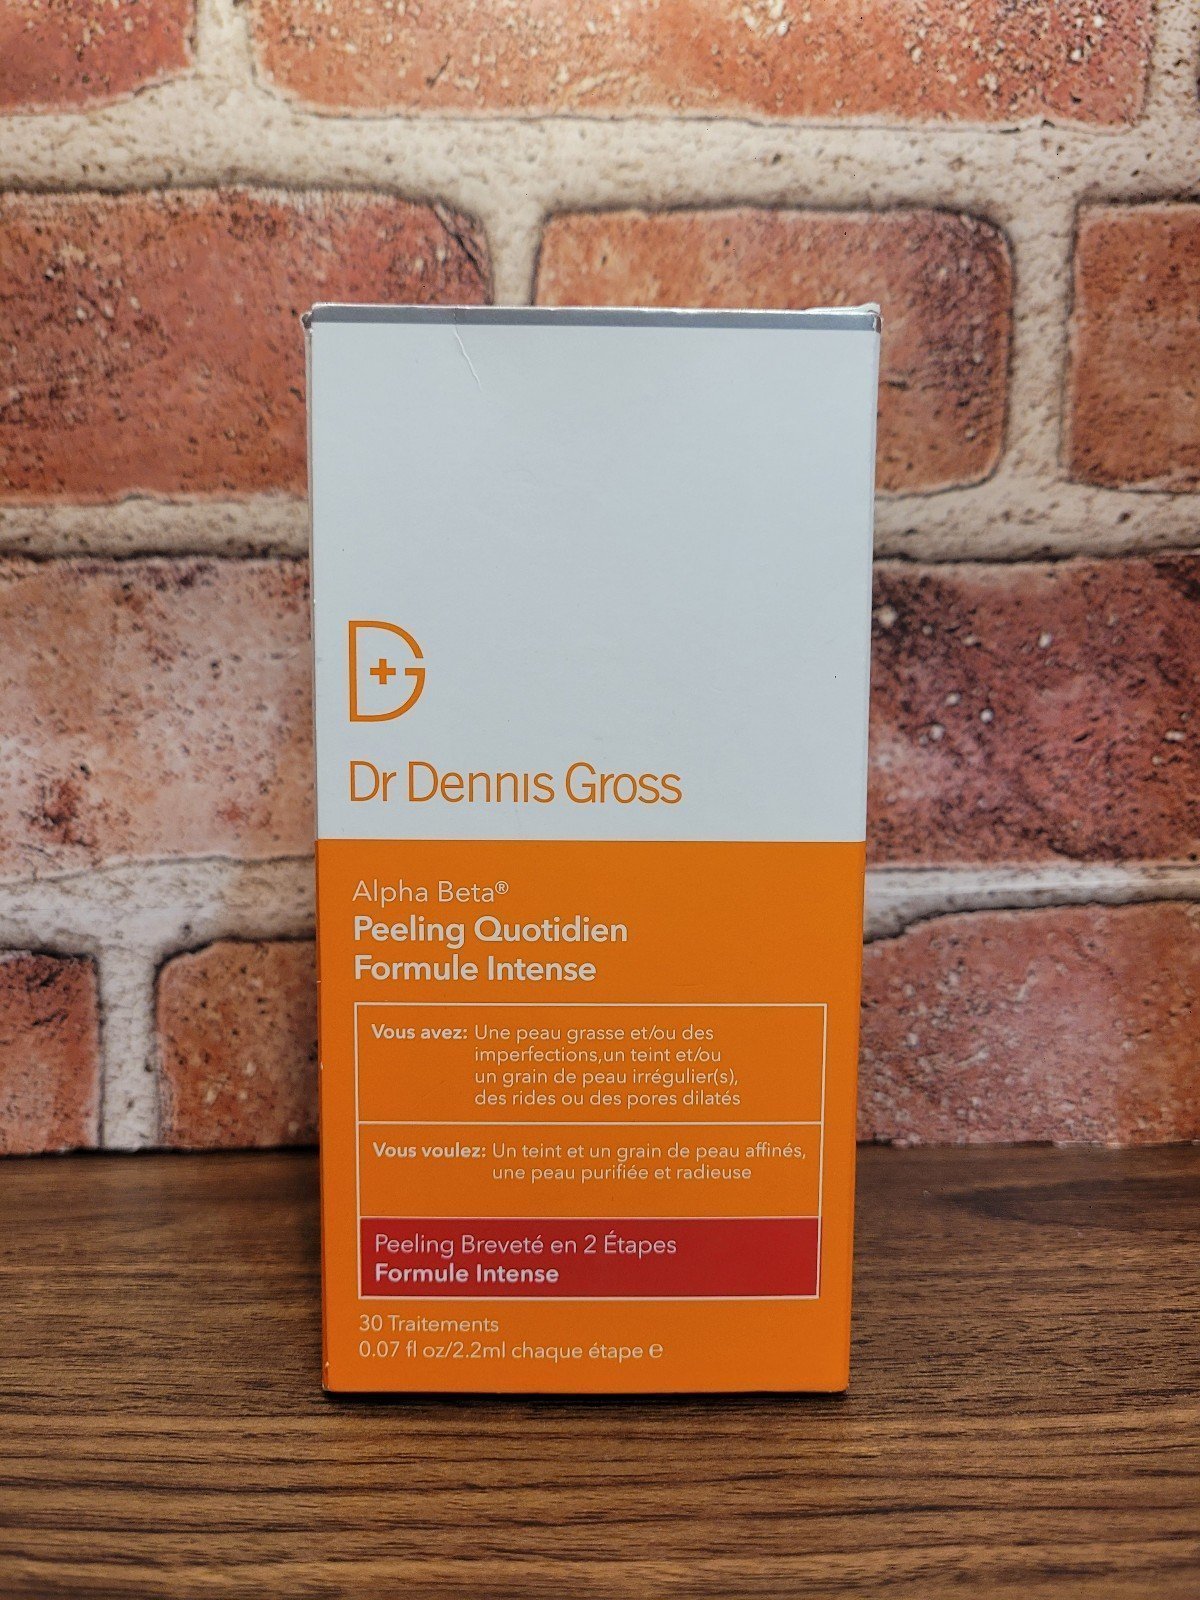 DG
Dr Dennis Gross
Alpha Beta®
Peeling Quotidien
Formule Intense
Vous avez: Une peau grasse et/ou des
imperfections,un teint et/ou
un grain de peau irrégulier(s),
des rides ou des pores dilatés
Vous voulez: Un teint et un grain de peau affinés,
une peau purifiée et radieuse
Peeling Breveté en 2 Étapes
Formule Intense
30 Traitements
0.07 fl oz/2.2ml chaque étape ℮